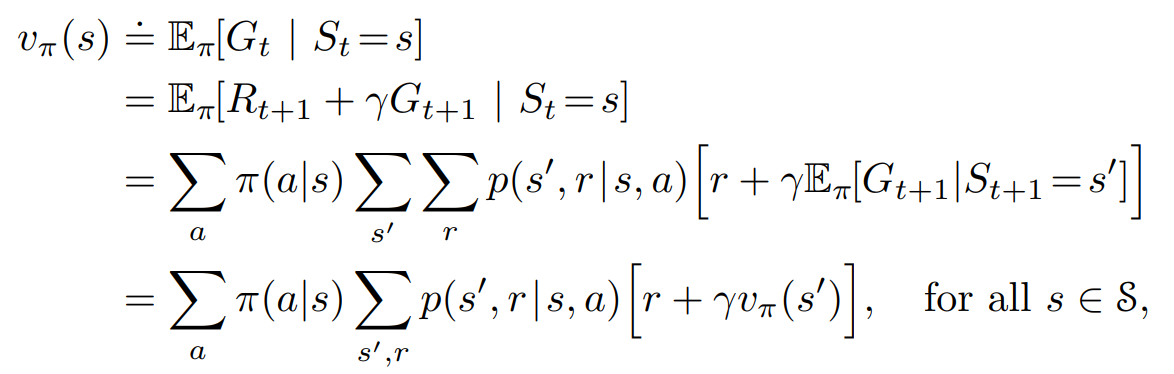 v_π(s) ≐ 𝔼_π[G_t | S_t=s]
= 𝔼_π[R_{t+1} + γG_{t+1} | S_t=s]
= ∑_a π(a|s) ∑_{s′} ∑_r p(s′, r|s, a)[r + γ𝔼_π[G_{t+1}|S_{t+1}=s′]]
= ∑_a π(a|s) ∑_{s′,r} p(s′, r|s, a)[r + γv_π(s′)], for all s ∈ 𝒮,